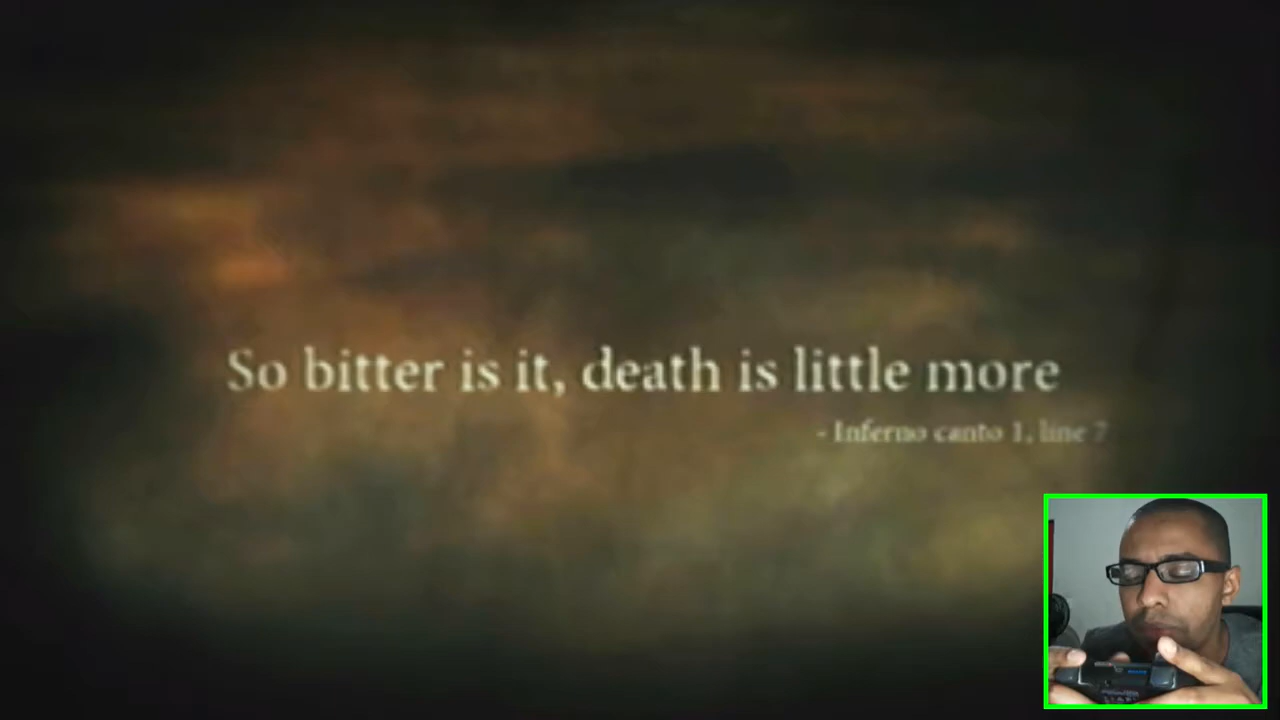 So bitter is it, death is little more
- Inferno canto 1, line 7